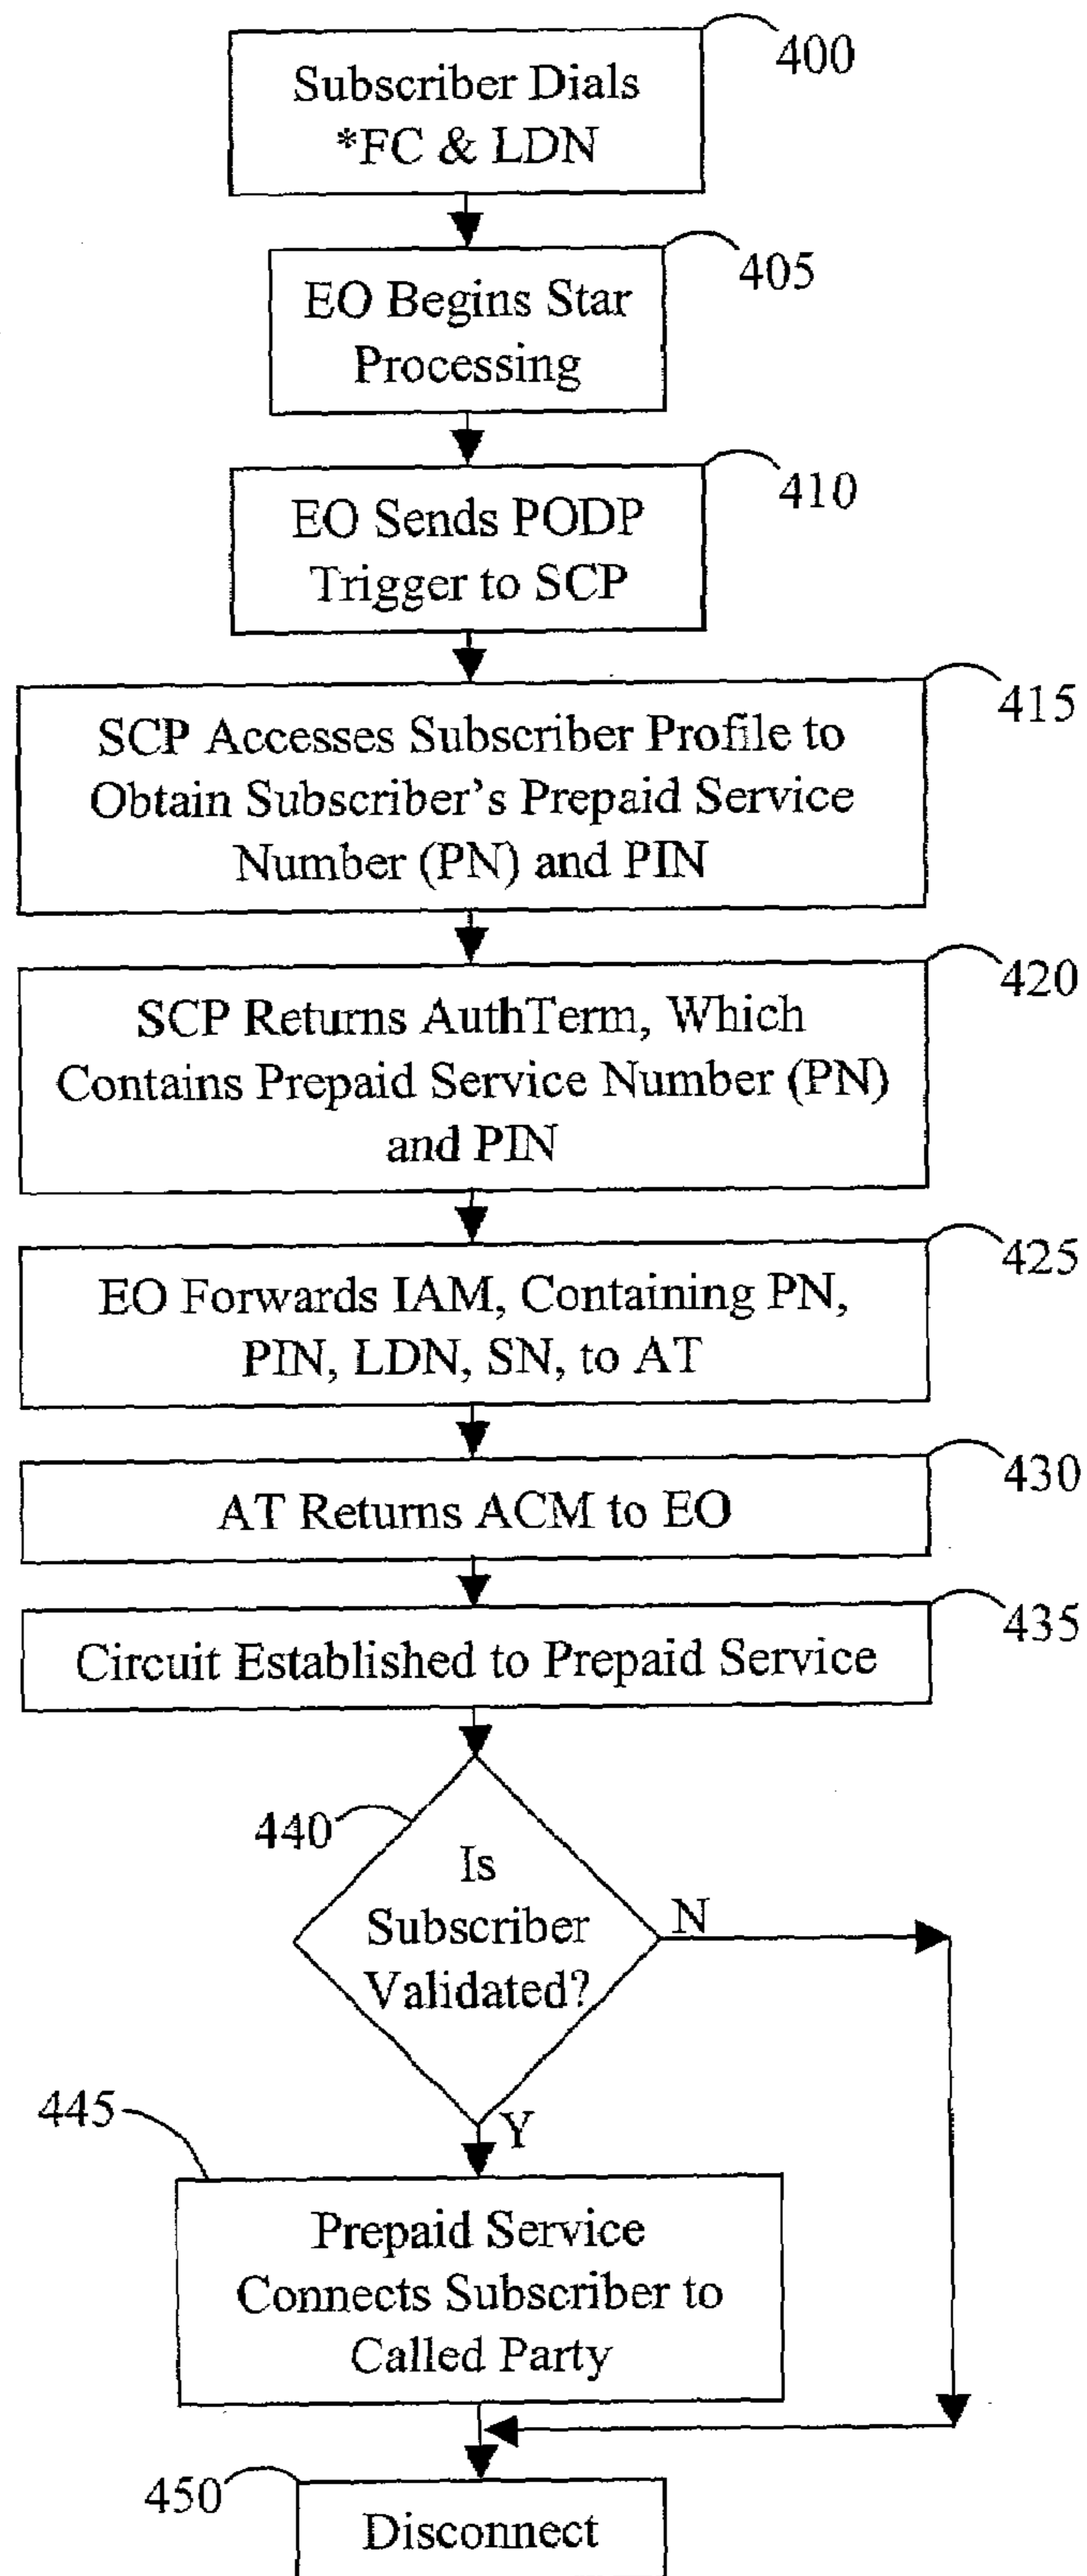 400
Subscriber Dials
*FC & LDN
405
EO Begins Star
Processing
410
EO Sends PODP
Trigger to SCP
415
SCP Accesses Subscriber Profile to
Obtain Subscriber's Prepaid Service
Number (PN) and PIN
420
SCP Returns AuthTerm, Which
Contains Prepaid Service Number (PN)
and PIN
425
EO Forwards IAM, Containing PN,
PIN, LDN, SN, to AT
430
AT Returns ACM to EO
435
Circuit Established to Prepaid Service
440
Is
Subscriber
Validated?
N
Y
445
Prepaid Service
Connects Subscriber to
Called Party
450
Disconnect